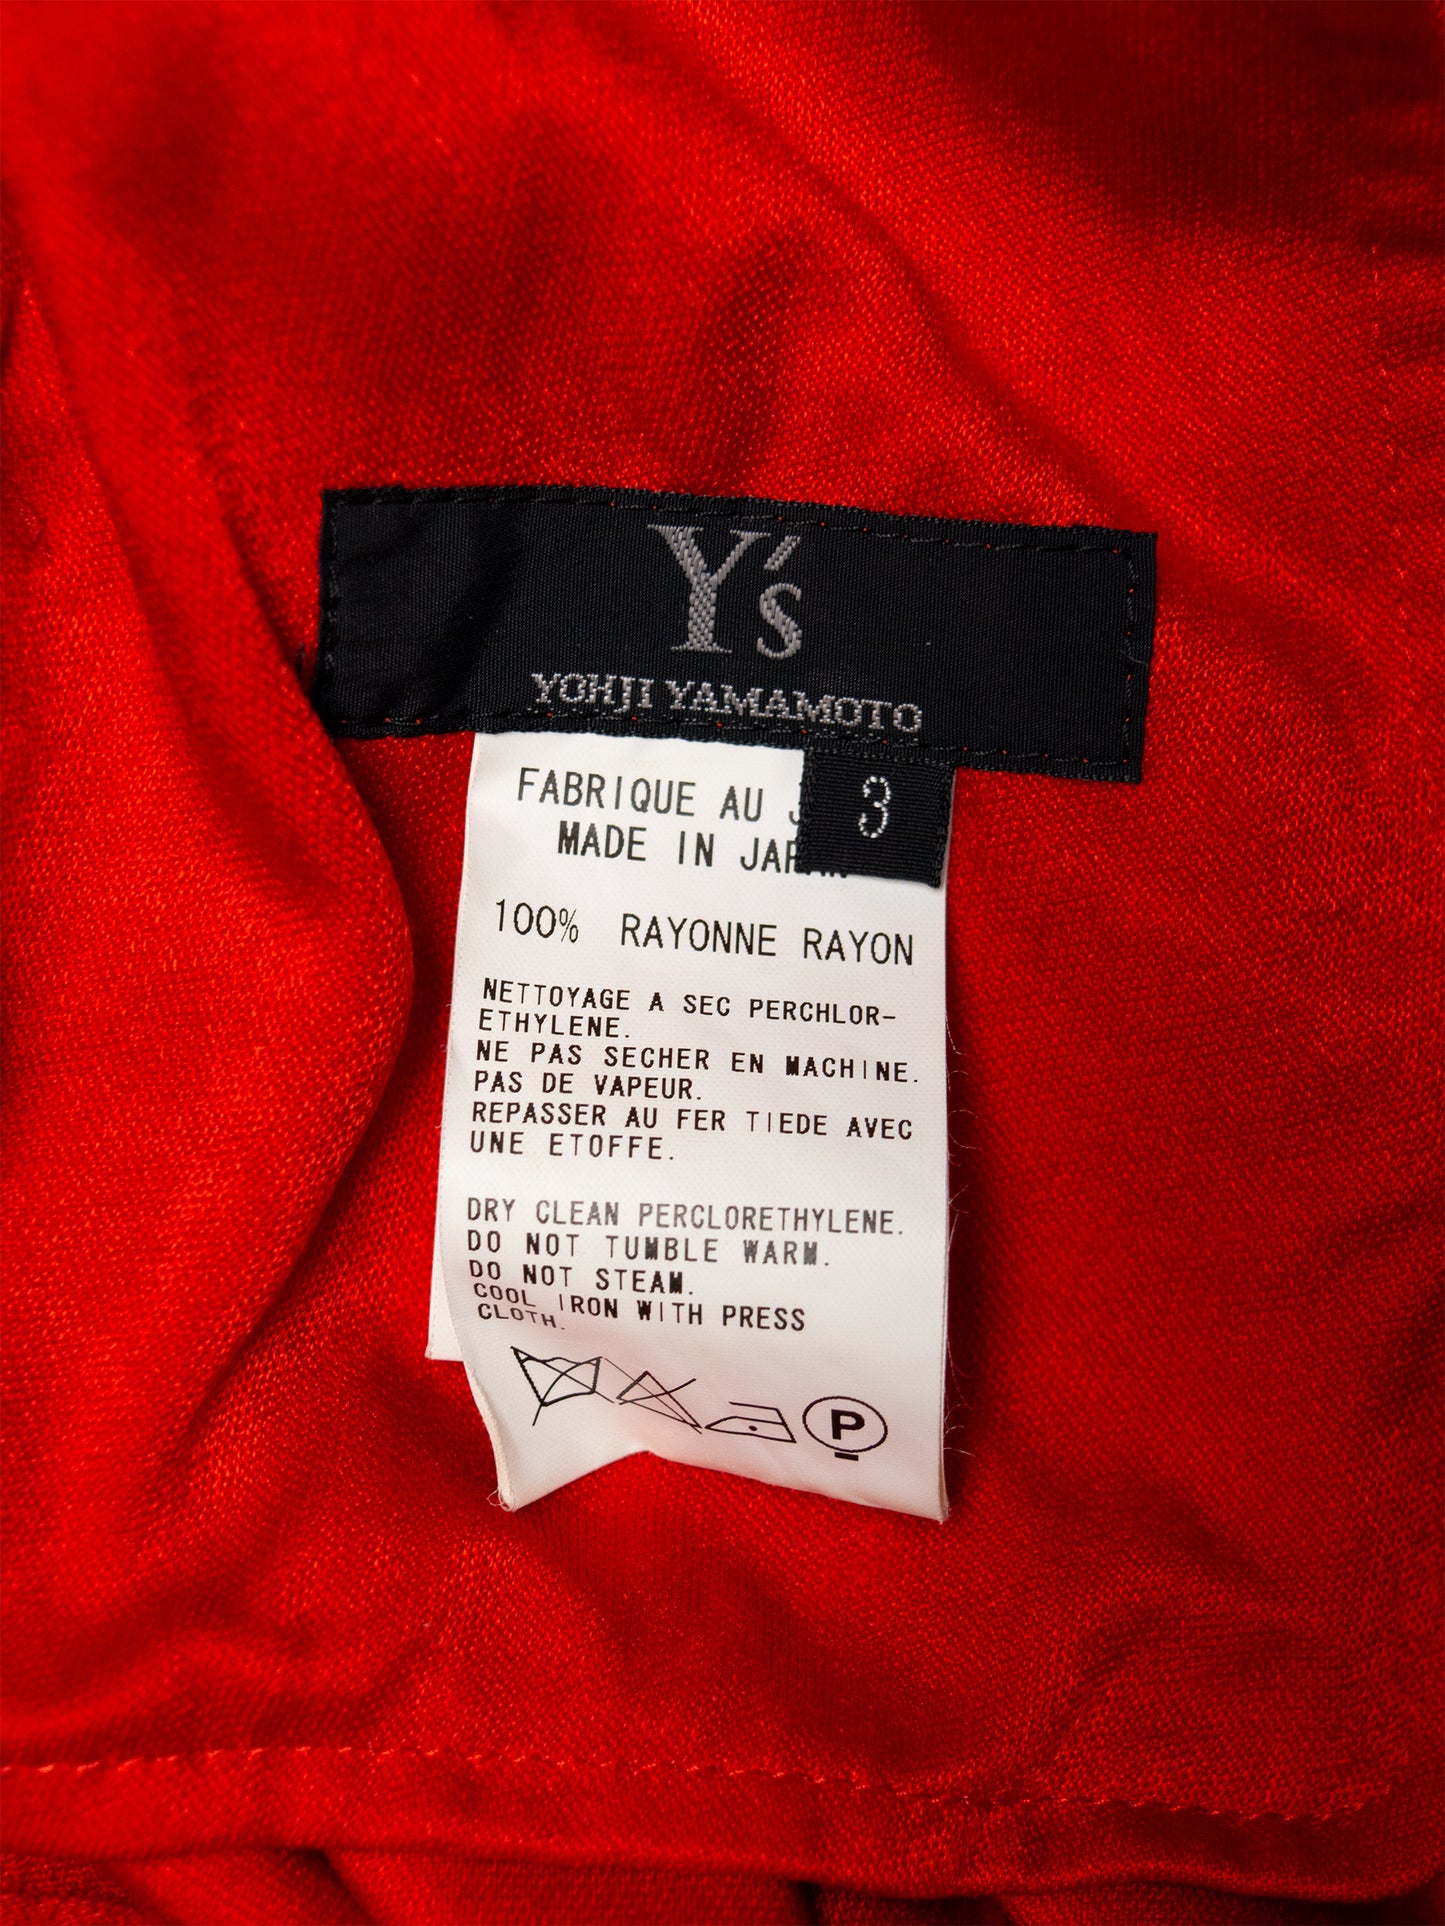 Y's
YOHJI YAMAMOTO
3
FABRIQUE AU
MADE IN JAPAN
100% RAYONNE RAYON
NETTOYAGE A SEC PERCHLOR-
ETHYLENE.
NE PAS SECHER EN MACHINE.
PAS DE VAPEUR.
REPASSER AU FER TIEDE AVEC
UNE ETOFFE.
DRY CLEAN PERCLORETHYLENE.
DO NOT TUMBLE WARM.
DO NOT STEAM.
COOL IRON WITH PRESS
CLOTH.
P